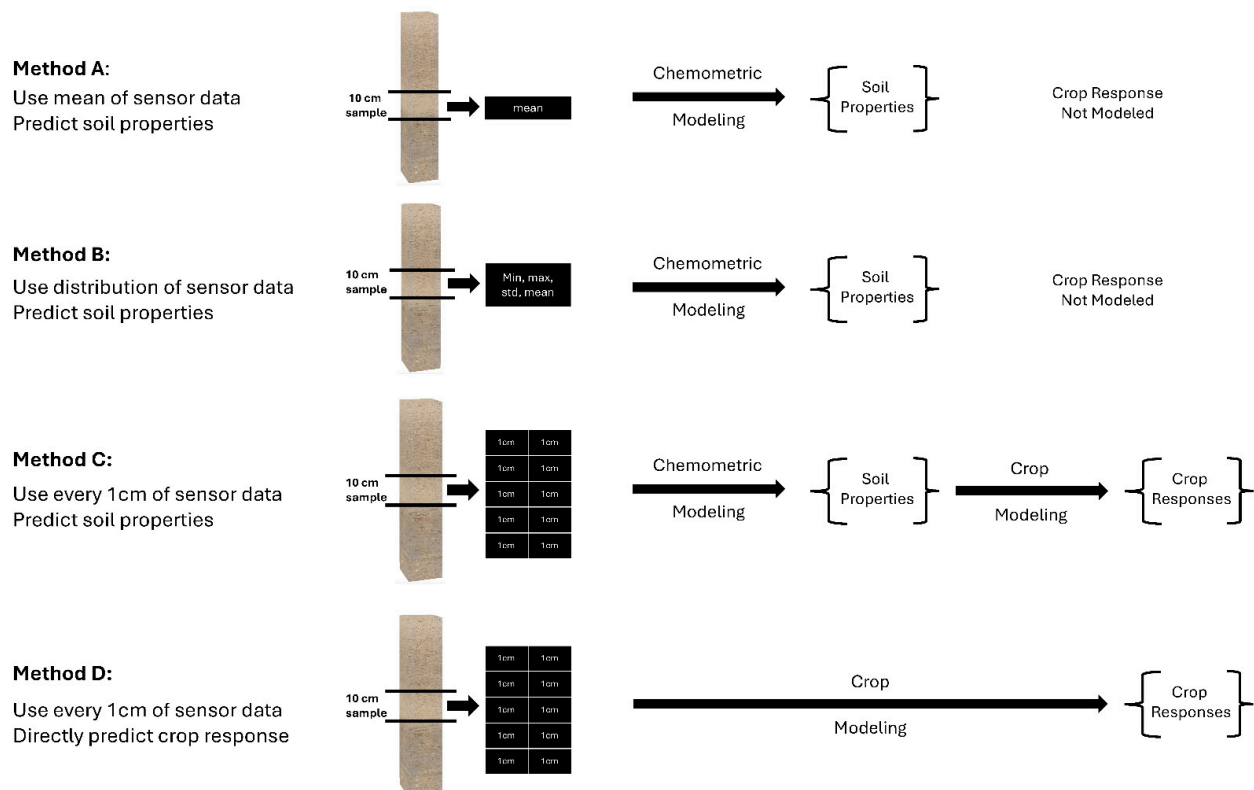 Method A:
Use mean of sensor data
Predict soil properties
10 cm
sample
mean
Chemometric
Modeling
Soil
Properties
Crop Response
Not Modeled
Method B:
Use distribution of sensor data
Predict soil properties
10 cm
sample
Min, max,
std, mean
Chemometric
Modeling
Soil
Properties
Crop Response
Not Modeled
Method C:
Use every 1cm of sensor data
Predict soil properties
10 cm
sample
1cm 1cm
1cm 1cm
1cm 1cm
1cm 1cm
1cm 1cm
Chemometric
Modeling
Soil
Properties
Crop
Modeling
Crop
Responses
Method D:
Use every 1cm of sensor data
Directly predict crop response
10 cm
sample
1cm 1cm
1cm 1cm
1cm 1cm
1cm 1cm
1cm 1cm
Crop
Modeling
Crop
Responses